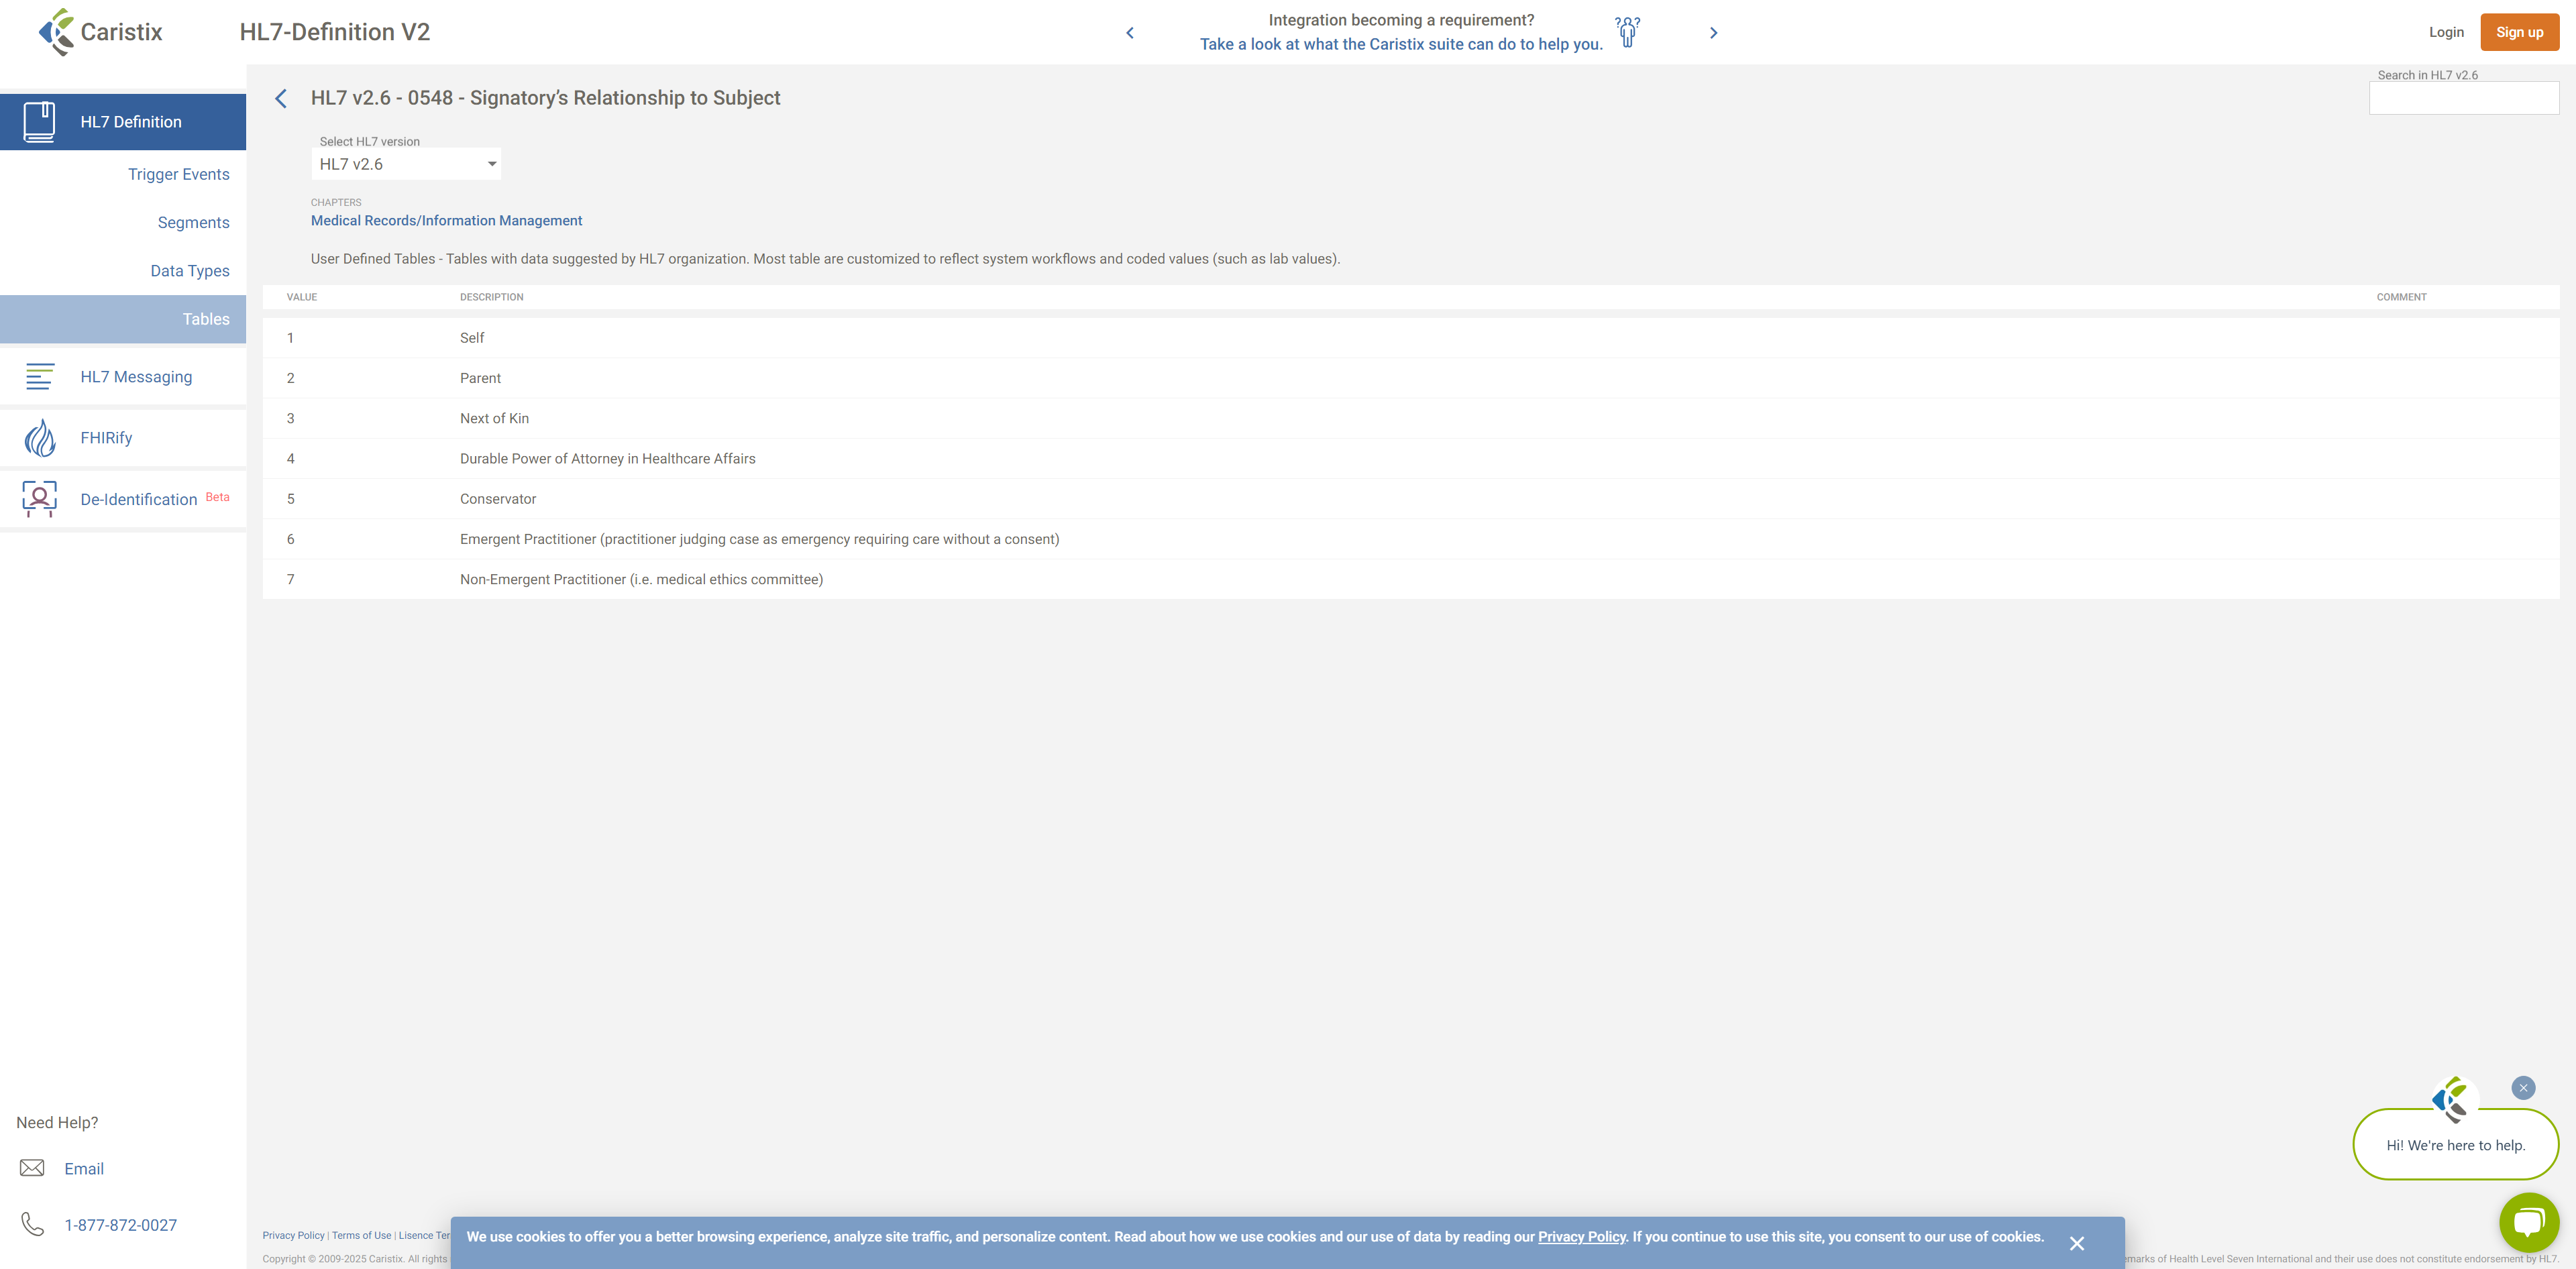 Caristix
HL7-Definition V2
Integration becoming a requirement?
Take a look at what the Caristix suite can do to help you.
Login
Sign up
HL7 Definition
Trigger Events
Segments
Data Types
Tables
HL7 Messaging
FHIRify
De-Identification Beta
Need Help?
Email
1-877-872-0027
HL7 v2.6 - 0548 - Signatory’s Relationship to Subject
Search in HL7 v2.6
Select HL7 version
HL7 v2.6
CHAPTERS
Medical Records/Information Management
User Defined Tables - Tables with data suggested by HL7 organization. Most table are customized to reflect system workflows and coded values (such as lab values).
VALUE DESCRIPTION COMMENT
1 Self
2 Parent
3 Next of Kin
4 Durable Power of Attorney in Healthcare Affairs
5 Conservator
6 Emergent Practitioner (practitioner judging case as emergency requiring care without a consent)
7 Non-Emergent Practitioner (i.e. medical ethics committee)
Hi! We're here to help.
Privacy Policy | Terms of Use | Lisence Ter
We use cookies to offer you a better browsing experience, analyze site traffic, and personalize content. Read about how we use cookies and our use of data by reading our Privacy Policy. If you continue to use this site, you consent to our use of cookies.
Copyright © 2009-2025 Caristix. All rights
emarks of Health Level Seven International and their use does not constitute endorsement by HL7.